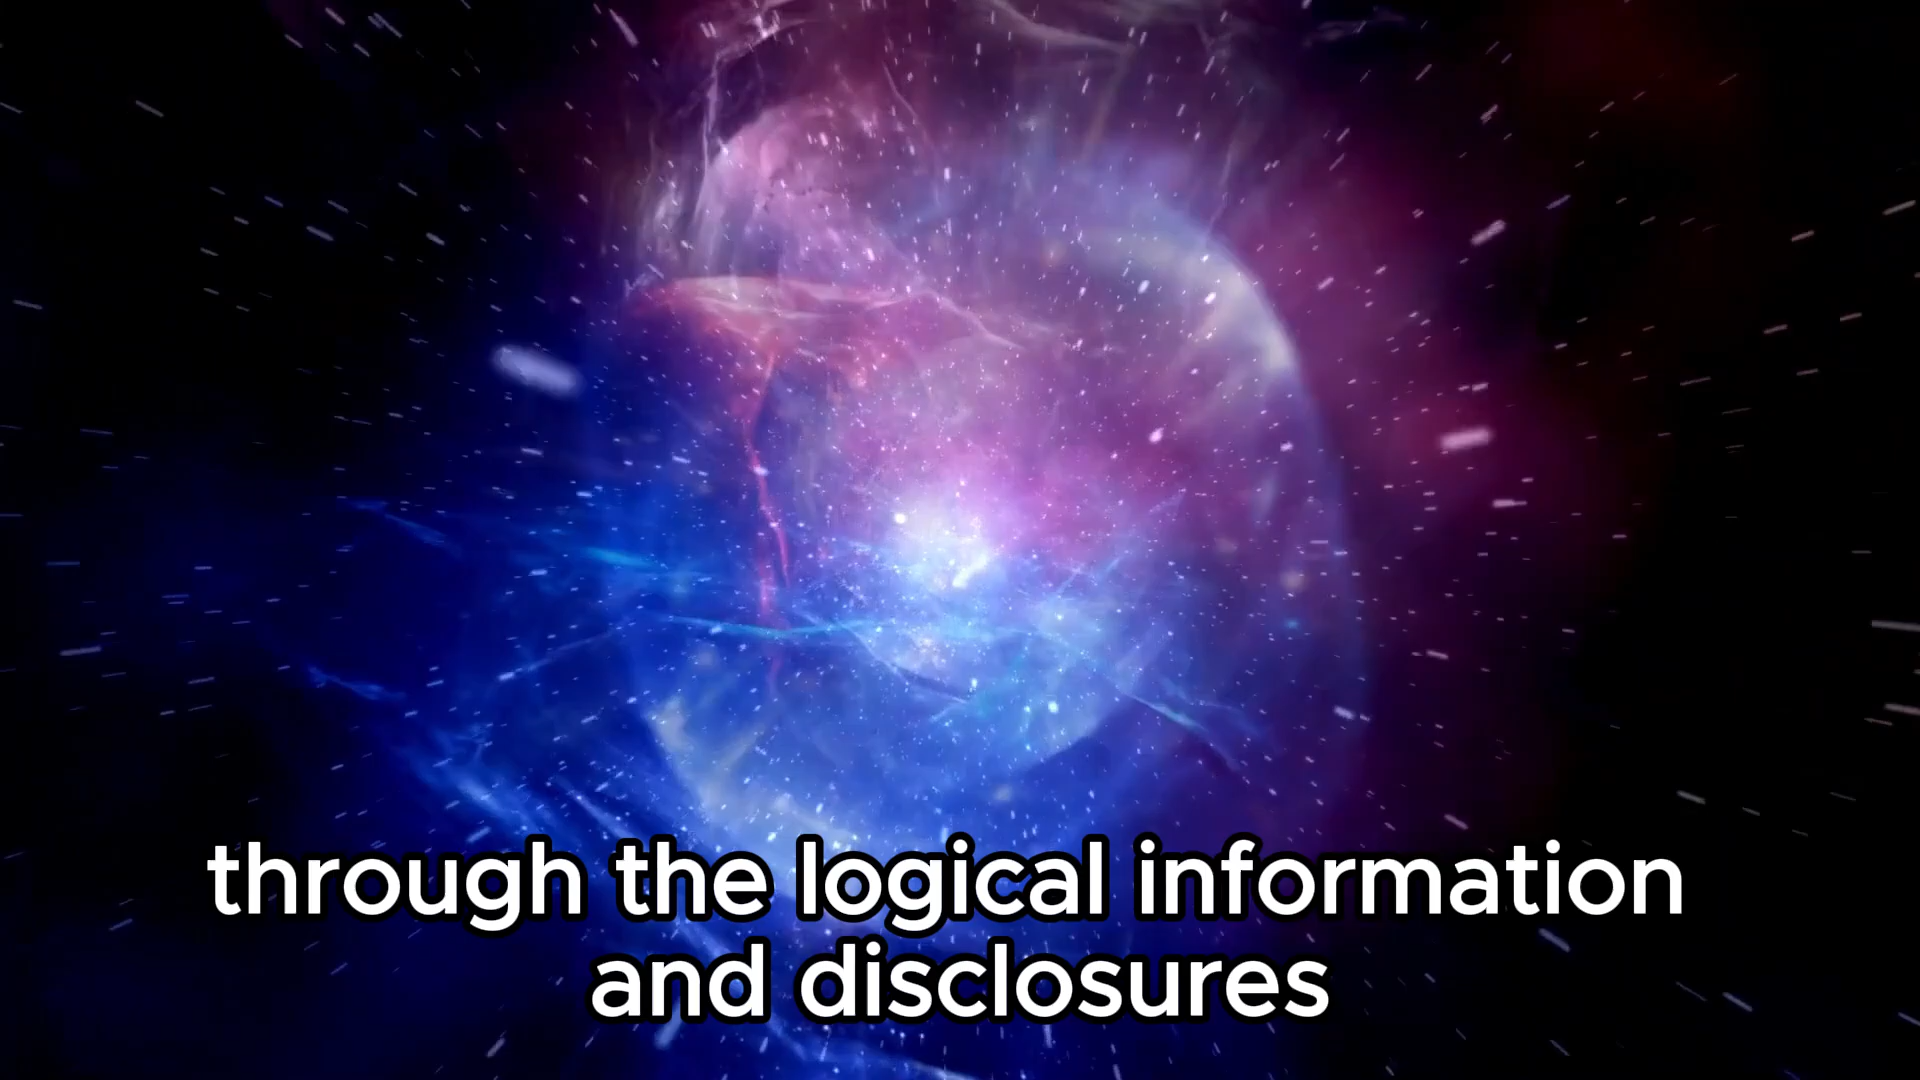 through the logical information
and disclosures